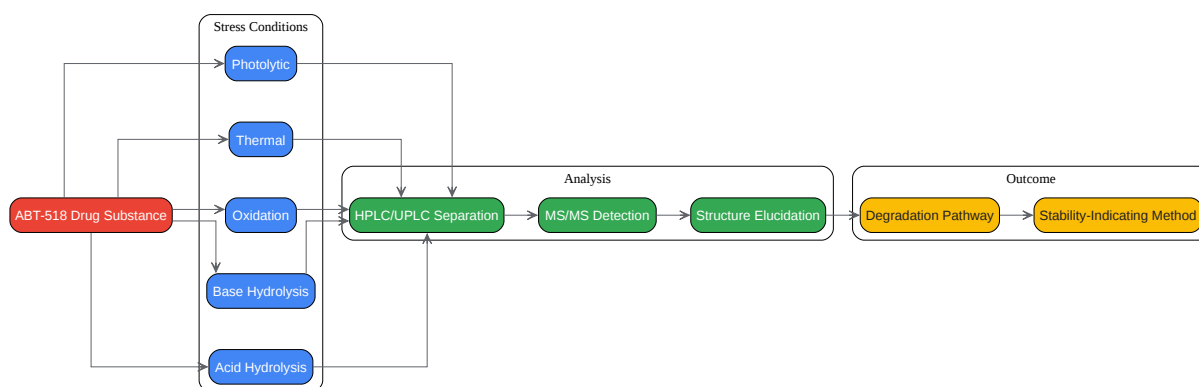 Stress Conditions
Photolytic
Thermal
Analysis
Outcome
ABT-518 Drug Substance
Oxidation
HPLC/UPLC Separation
MS/MS Detection
Structure Elucidation
Degradation Pathway
Stability-Indicating Method
Base Hydrolysis
Acid Hydrolysis